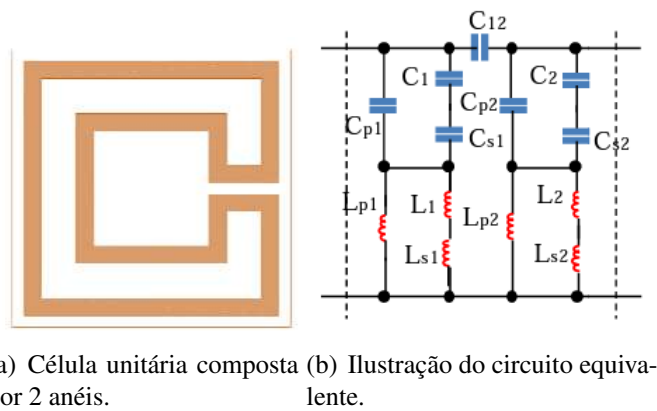 C12
C1
C2
Cp1
Cp2
Cs1
Cs2
Lp1
L1
Lp2
L2
Ls1
Ls2
a) Célula unitária composta
or 2 anéis.
(b) Ilustração do circuito equiva-
lente.